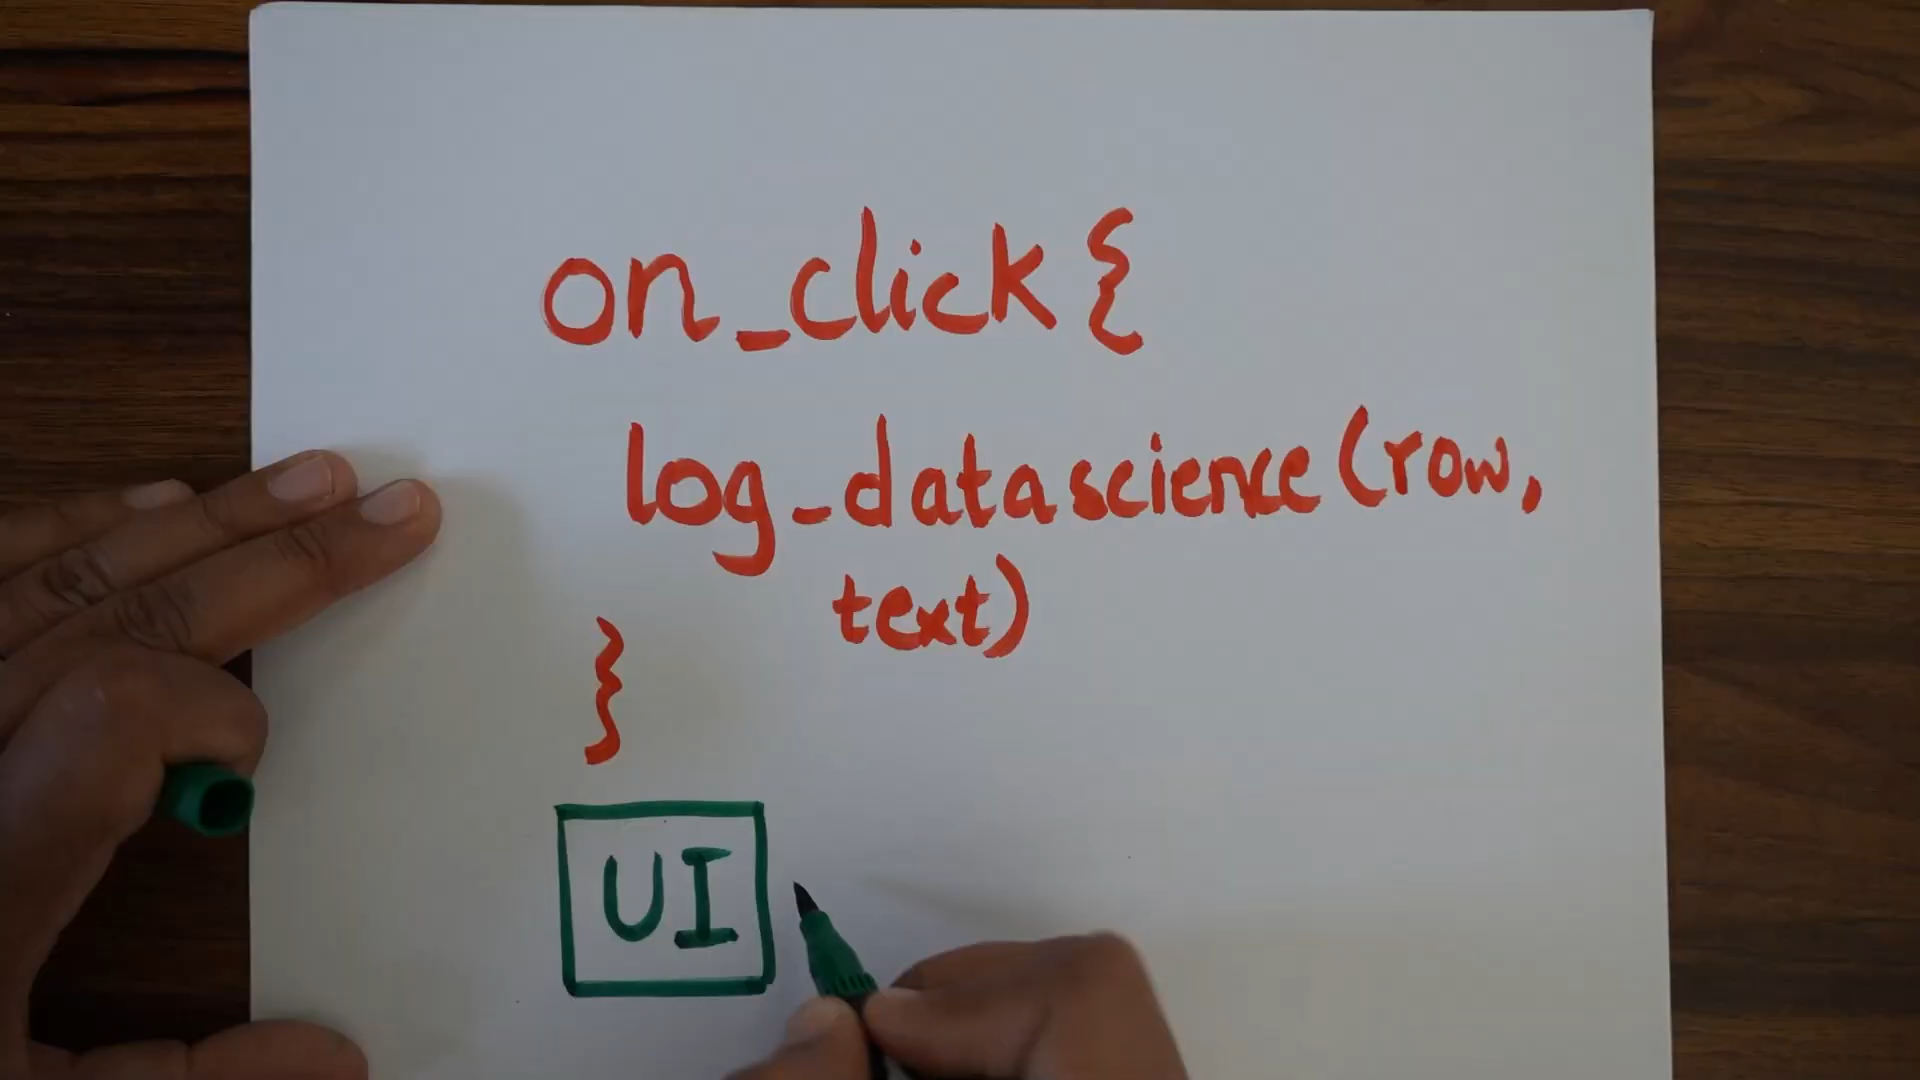 on_click {
log_datascience(row,
text)
}
UI